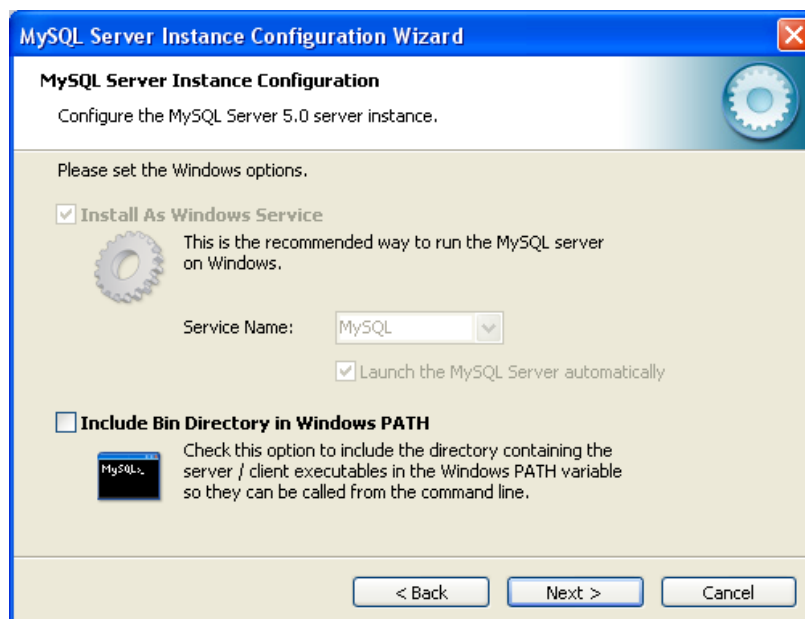 MySQL Server Instance Configuration Wizard
MySQL Server Instance Configuration
Configure the MySQL Server 5.0 server instance.
Please set the Windows options.
Install As Windows Service
This is the recommended way to run the MySQL server
on Windows.
Service Name: MySQL
Launch the MySQL Server automatically
Include Bin Directory in Windows PATH
MySQL>_
Check this option to include the directory containing the
server / client executables in the Windows PATH variable
so they can be called from the command line.
< Back Next > Cancel